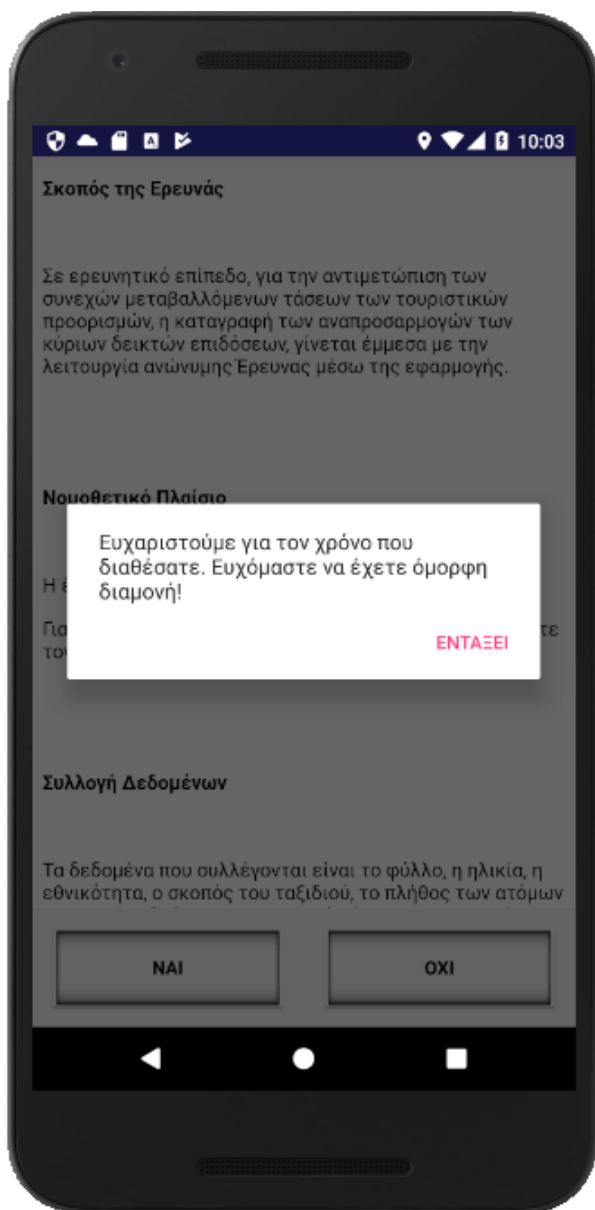 10:03
Σκοπός της Ερευνάς
Σε ερευνητικό επίπεδο, για την αντιμετώπιση των
συνεχών μεταβαλλόμενων τάσεων των τουριστικών
προορισμών, η καταγραφή των αναπροσαρμογών των
κύριων δεικτών επιδόσεων, γίνεται έμμεσα με την
λειτουργία ανώνυμης Έρευνας μέσω της εφαρμογής.
Νομοθετικό Πλαίσιο
Ευχαριστούμε για τον χρόνο που
διαθέσατε. Ευχόμαστε να έχετε όμορφη
διαμονή!
ΕΝΤΑΞΕΙ
Η
Για
Συλλογή Δεδομένων
Τα δεδομένα που συλλέγονται είναι το φύλλο, η ηλικία, η
εθνικότητα, ο σκοπός του ταξιδιού, το πλήθος των ατόμων
ΝΑΙ
ΟΧΙ